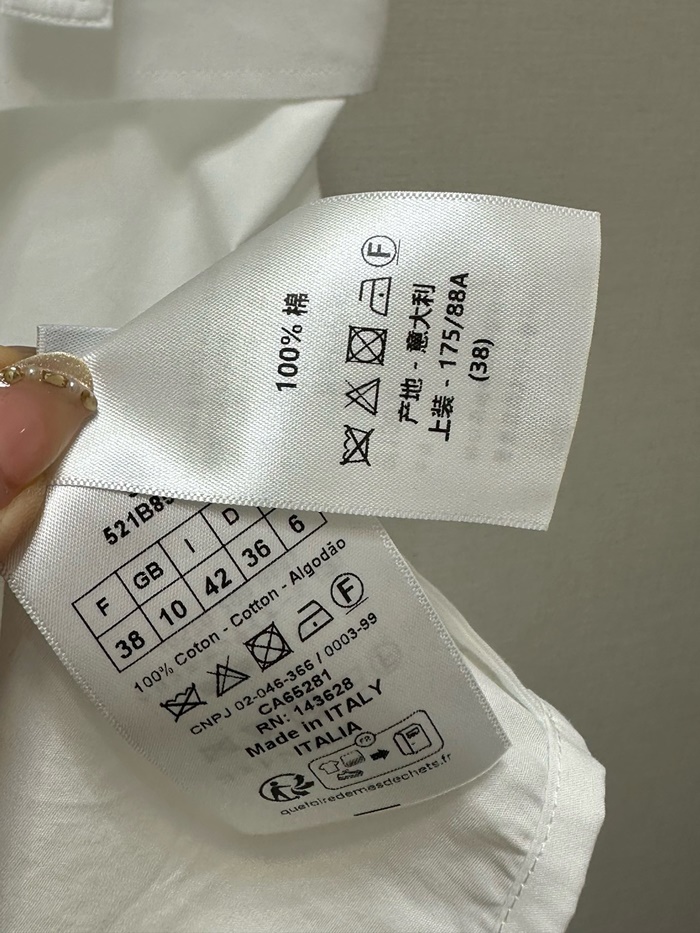 100% 棉
F
产地 - 意大利
上装 - 175/88A
(38)
521B8
F GB I D
38 10 42 36 6
100% Coton - Cotton - Algodão
F
CNPJ 02-046-366 / 0003-99
CA65281
RN: 143628
Made in ITALY
ITALIA
FR
quefairedemesdechets.fr